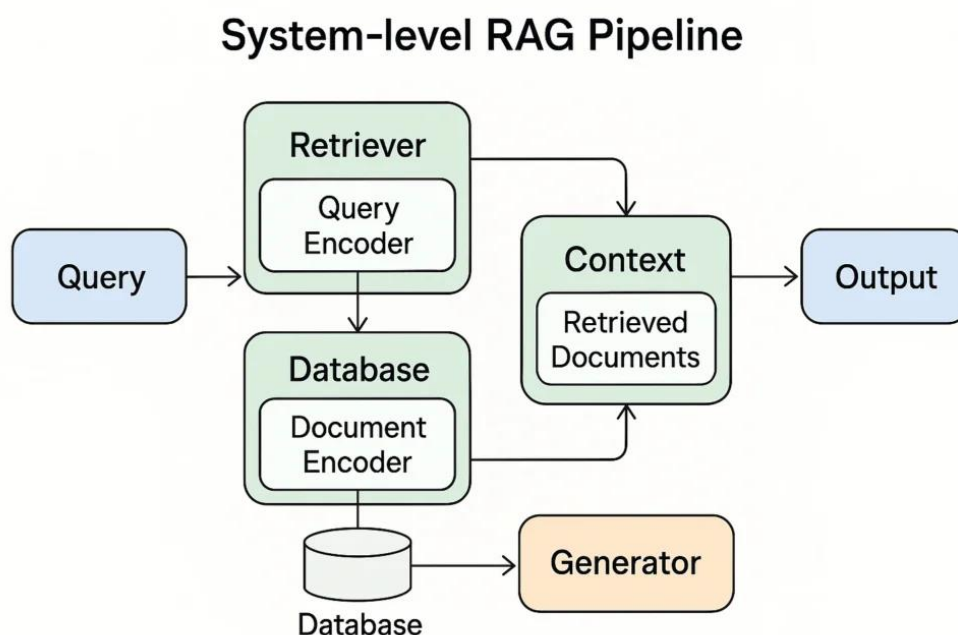 System-level RAG Pipeline
Query
Retriever
Query
Encoder
Database
Document
Encoder
Database
Context
Retrieved
Documents
Generator
Output